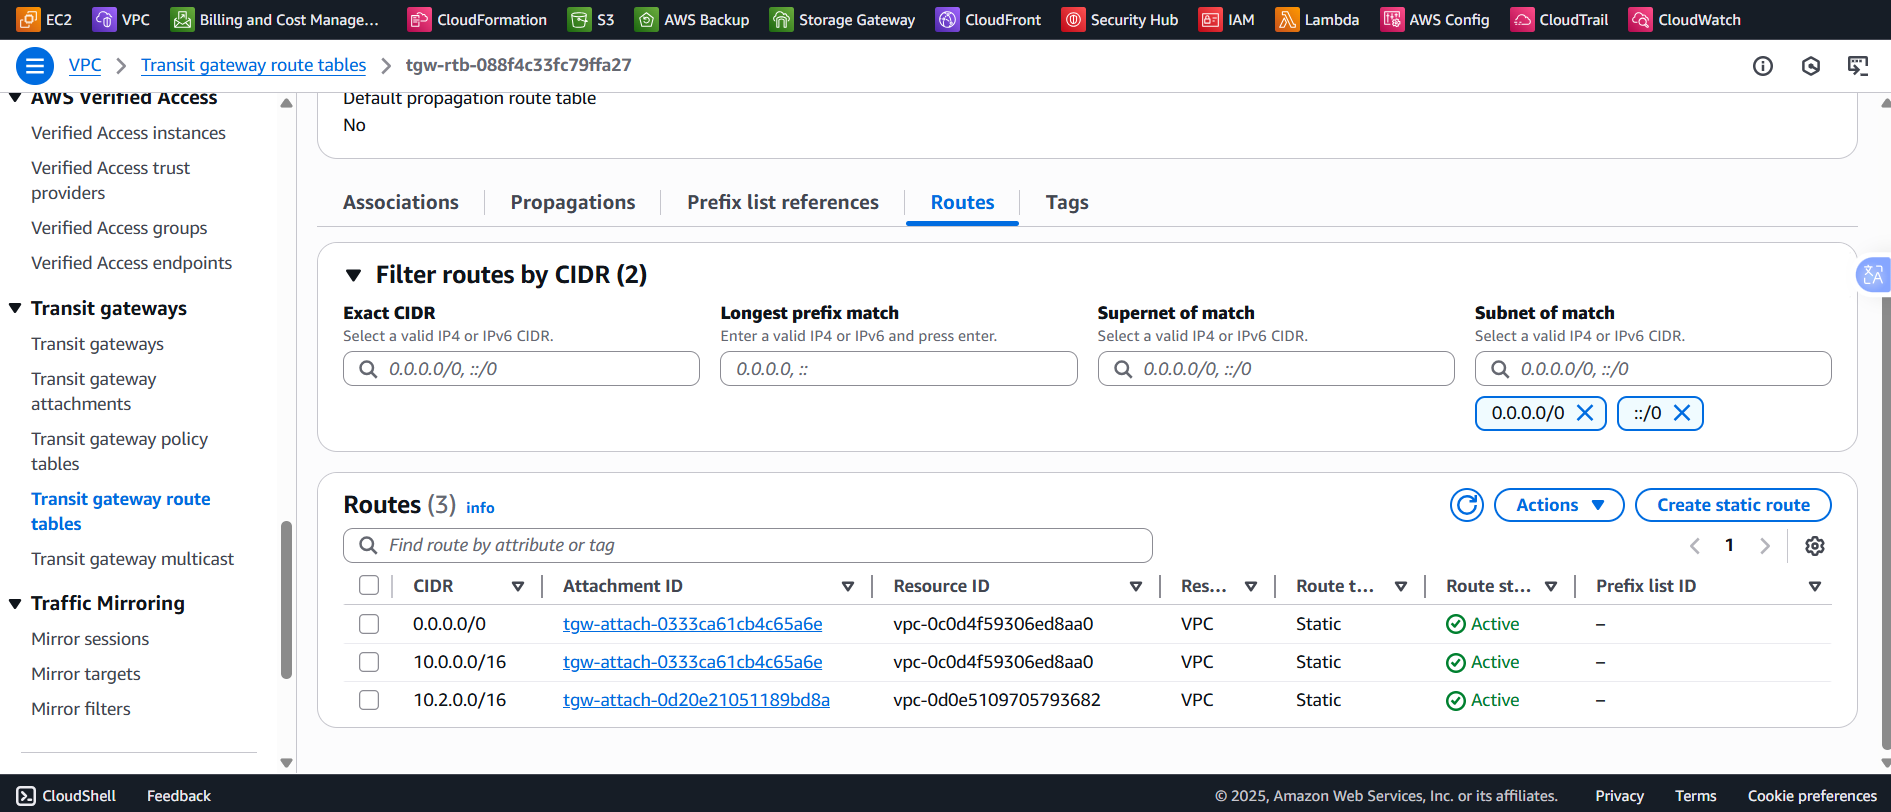 EC2 VPC Billing and Cost Manage... CloudFormation S3 AWS Backup Storage Gateway CloudFront Security Hub IAM Lambda AWS Config CloudTrail CloudWatch
VPC > Transit gateway route tables > tgw-rtb-088f4c33fc79ffa27
AWS Verified Access
Verified Access instances
Verified Access trust
providers
Verified Access groups
Verified Access endpoints
Transit gateways
Transit gateways
Transit gateway
attachments
Transit gateway policy
tables
Transit gateway route
tables
Transit gateway multicast
Traffic Mirroring
Mirror sessions
Mirror targets
Mirror filters
Default propagation route table
No
Associations Propagations Prefix list references Routes Tags
Filter routes by CIDR (2)
Exact CIDR Longest prefix match Supernet of match Subnet of match
Select a valid IP4 or IPv6 CIDR. Enter a valid IP4 or IPv6 and press enter. Select a valid IP4 or IPv6 CIDR. Select a valid IP4 or IPv6 CIDR.
0.0.0.0/0, ::/0 0.0.0.0, :: 0.0.0.0/0, ::/0 0.0.0.0/0, ::/0
0.0.0.0/0 ::/0
Routes (3) info Actions Create static route
Find route by attribute or tag 1
CIDR Attachment ID Resource ID Res... Route t... Route st... Prefix list ID
0.0.0.0/0 tgw-attach-0333ca61cb4c65a6e vpc-0c0d4f59306ed8aa0 VPC Static Active –
10.0.0.0/16 tgw-attach-0333ca61cb4c65a6e vpc-0c0d4f59306ed8aa0 VPC Static Active –
10.2.0.0/16 tgw-attach-0d20e21051189bd8a vpc-0d0e5109705793682 VPC Static Active –
CloudShell Feedback © 2025, Amazon Web Services, Inc. or its affiliates. Privacy Terms Cookie preferences